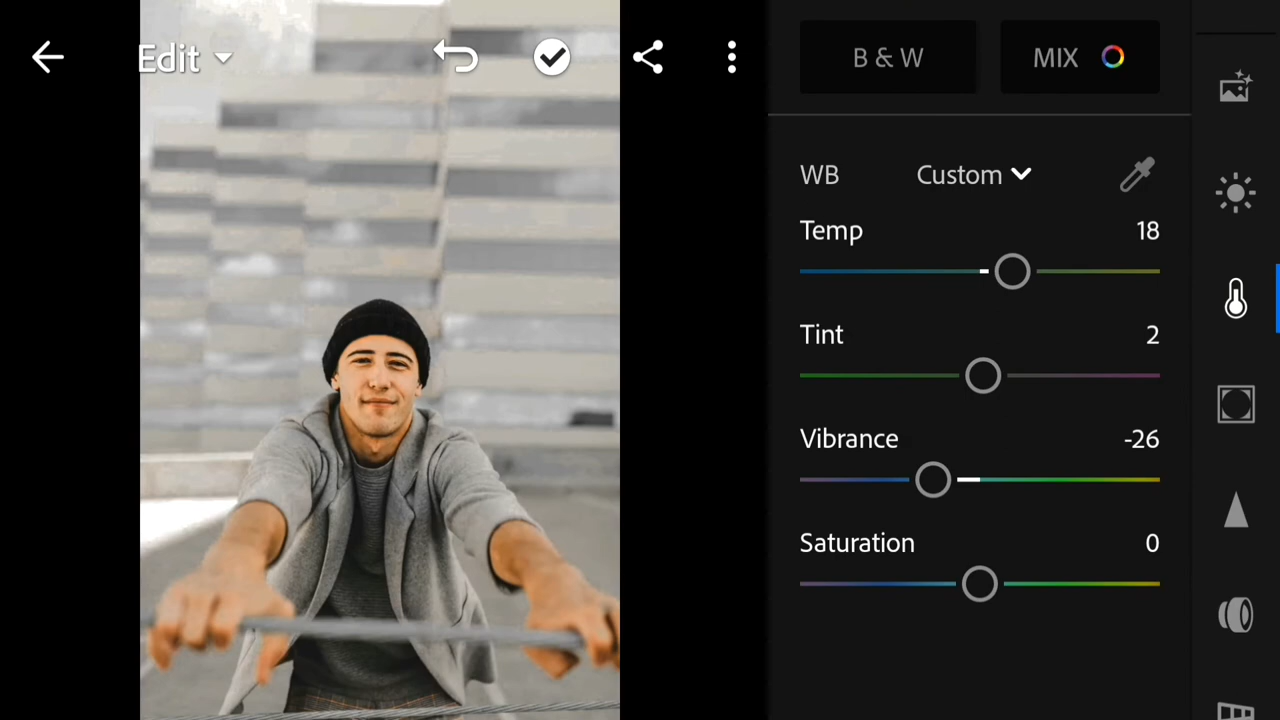 Edit
B & W MIX
WB Custom
Temp 18
Tint 2
Vibrance -26
Saturation 0